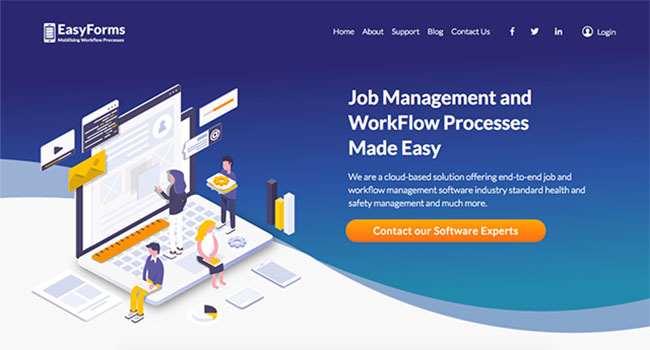 EasyForms
Mobilising Workflow Processes
Home About Support Blog Contact Us Login
Job Management and
WorkFlow Processes
Made Easy
We are a cloud-based solution offering end-to-end job and
workflow management software industry standard health and
safety management and much more.
Contact our Software Experts